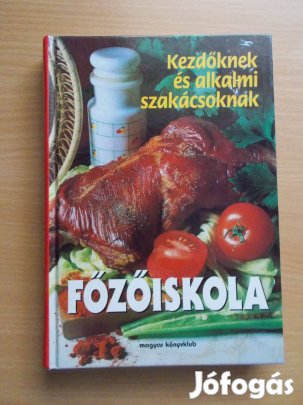 Kezdőknek
és alkalmi
szakácsoknak
FŐZŐISKOLA
magyar könyvklub
Jófogás